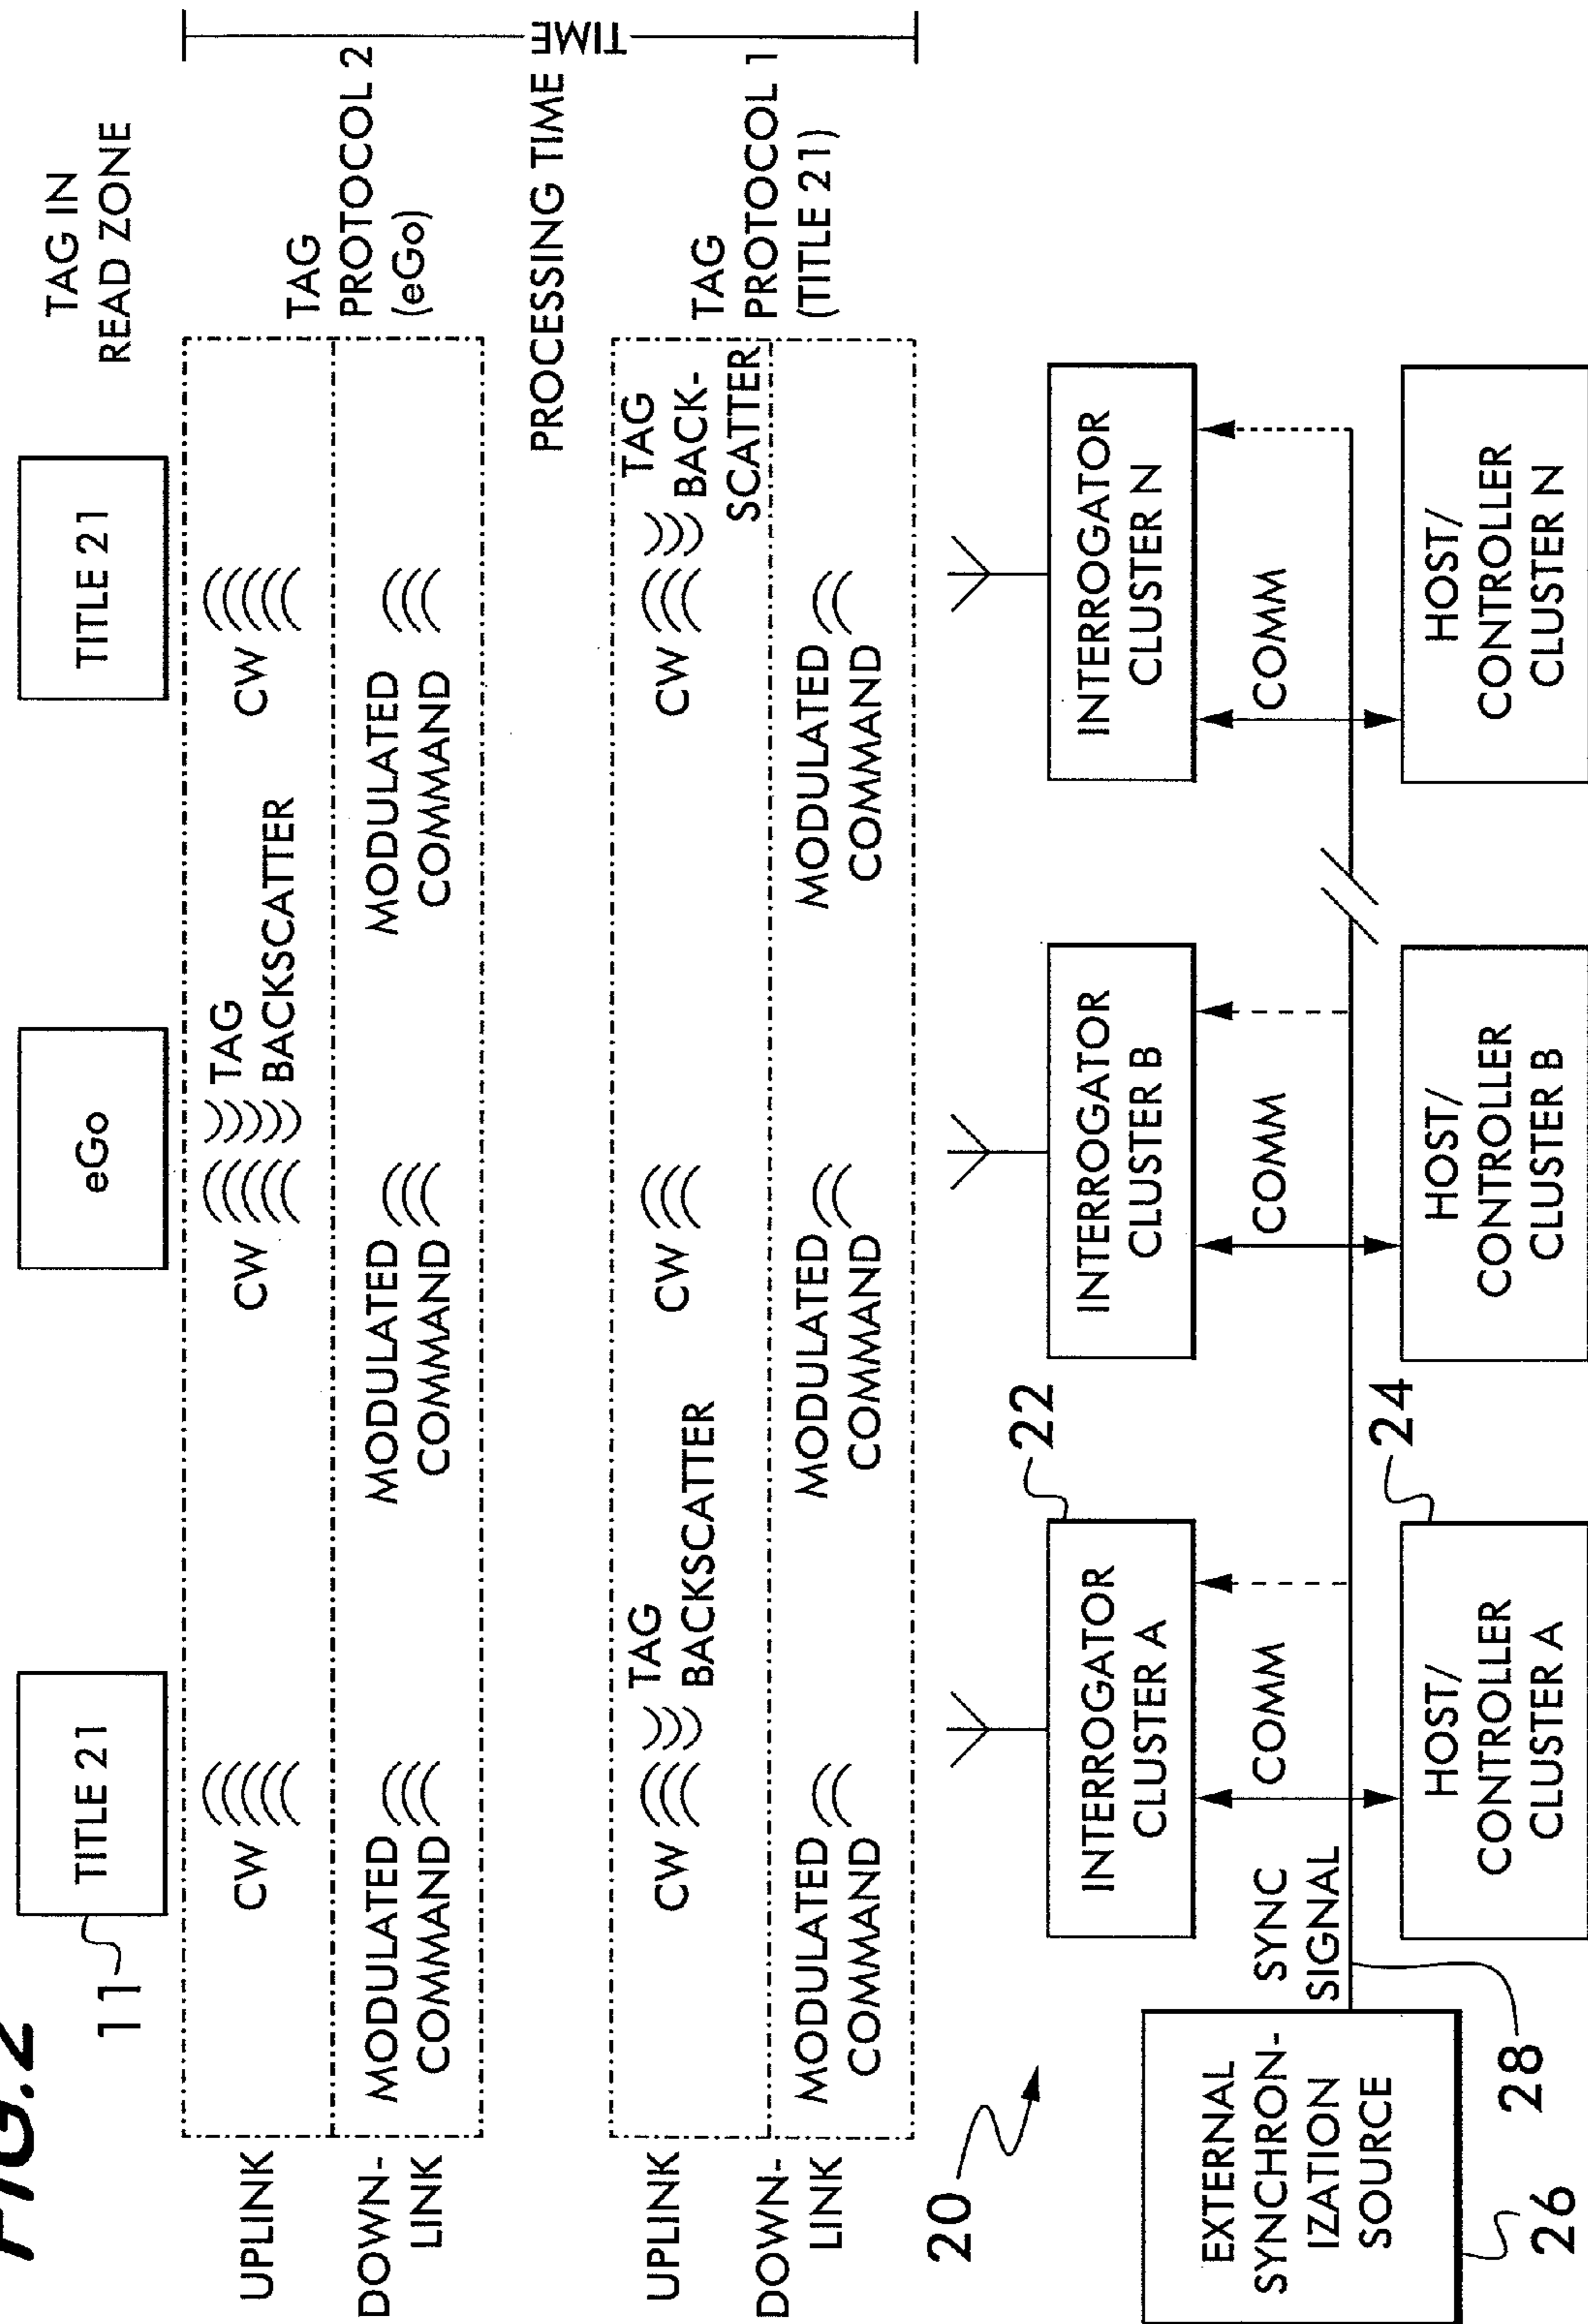 FIG.2
11
TITLE 21
eGo
TITLE 21
TAG IN
READ ZONE
UPLINK
CW
CW
TAG
BACKSCATTER
CW
DOWN-
LINK
MODULATED
COMMAND
MODULATED
COMMAND
MODULATED
COMMAND
TAG
PROTOCOL 2
(eGo)
PROCESSING TIME
TIME
UPLINK
CW
TAG
BACKSCATTER
CW
CW
TAG
BACK-
SCATTER
DOWN-
LINK
MODULATED
COMMAND
MODULATED
COMMAND
MODULATED
COMMAND
TAG
PROTOCOL 1
(TITLE 21)
20
INTERROGATOR
CLUSTER A
22
INTERROGATOR
CLUSTER B
INTERROGATOR
CLUSTER N
EXTERNAL
SYNCHRON-
IZATION
SOURCE
26
SYNC
SIGNAL
28
COMM
COMM
COMM
HOST/
CONTROLLER
CLUSTER A
24
HOST/
CONTROLLER
CLUSTER B
HOST/
CONTROLLER
CLUSTER N